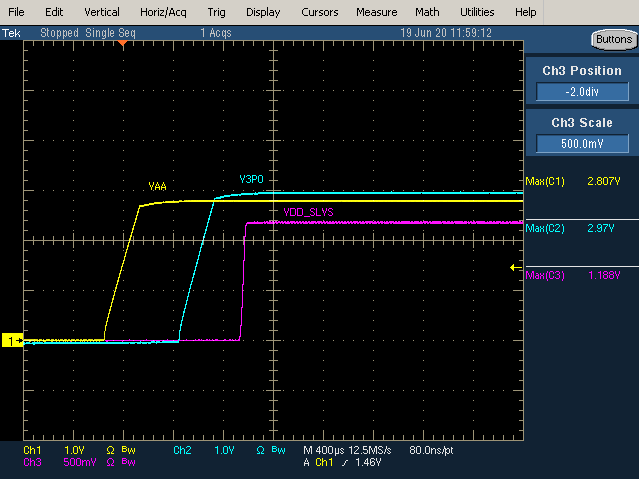 File Edit Vertical Horiz/Acq Trig Display Cursors Measure Math Utilities Help
Tek Stopped Single Seq 1 Acqs 19 Jun 20 11:59:12 Buttons
Ch3 Position
-2.0div
Ch3 Scale
500.0mV
VAA V3P0
VDD_SLVS
Max(C1) 2.807V
Max(C2) 2.97V
Max(C3) 1.188V
1
Ch1 1.0V Ω Bw Ch2 1.0V Ω Bw M 400µs 12.5MS/s 80.0ns/pt
Ch3 500mV Ω Bw A Ch1 1.46V